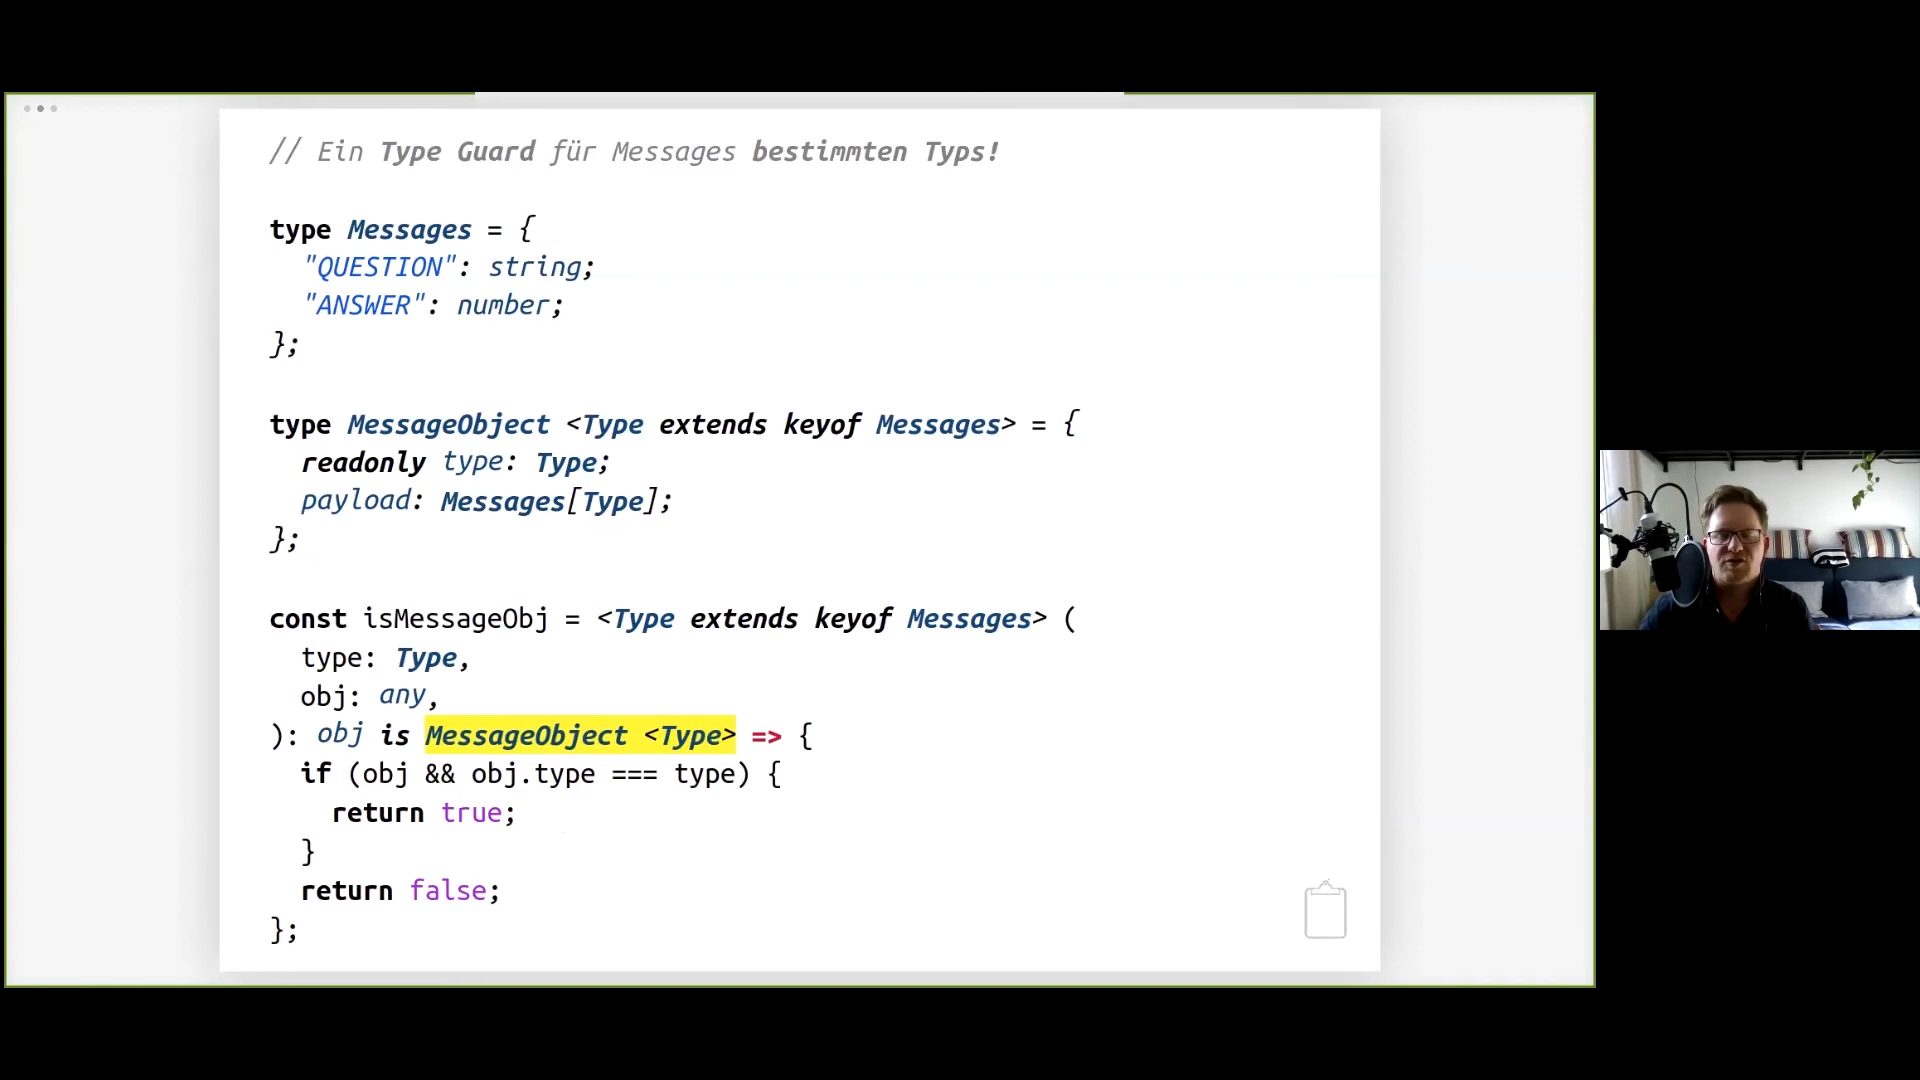 // Ein Type Guard für Messages bestimmten Typs!
type Messages = {
"QUESTION": string;
"ANSWER": number;
};
type MessageObject <Type extends keyof Messages> = {
readonly type: Type;
payload: Messages[Type];
};
const isMessageObj = <Type extends keyof Messages> (
type: Type,
obj: any,
): obj is MessageObject <Type> => {
if (obj && obj.type === type) {
return true;
}
return false;
};